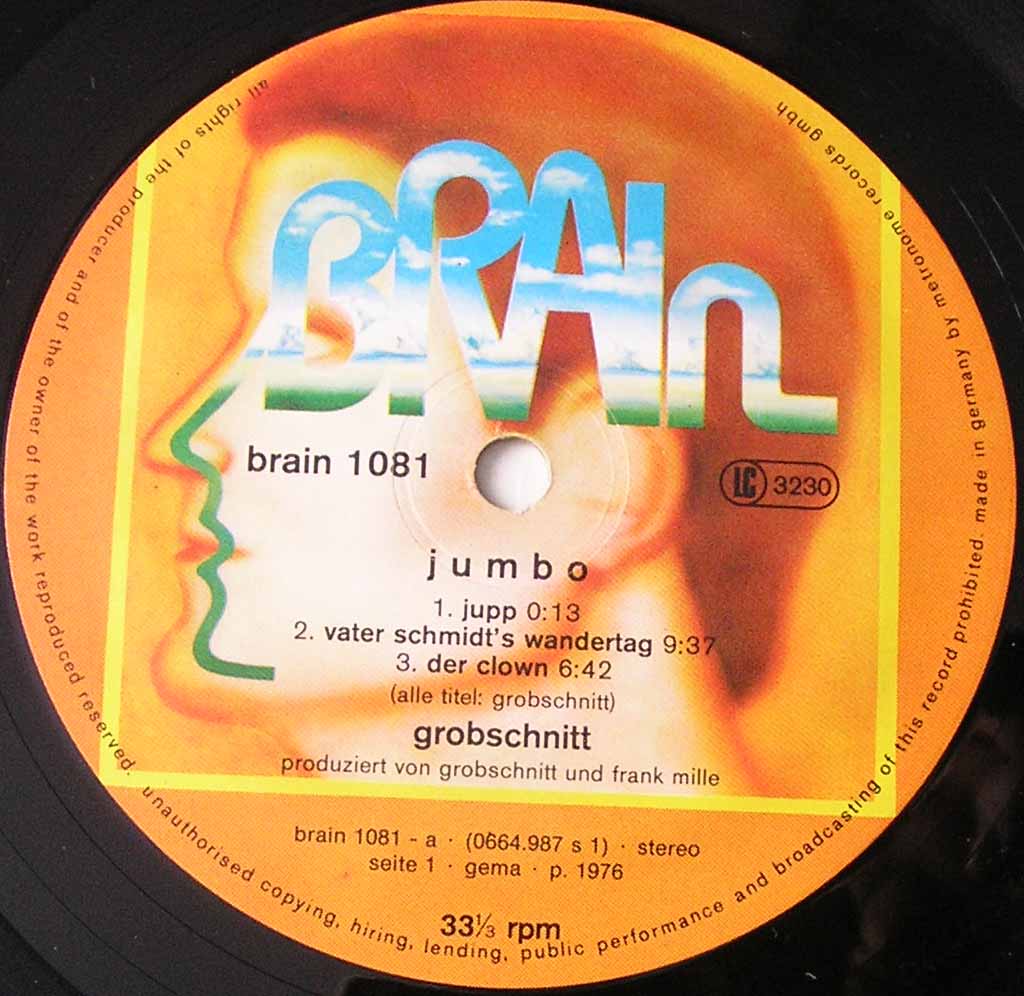 BRAIN
brain 1081
LC 3230
jumbo
1. jupp 0:13
2. vater schmidt's wandertag 9:37
3. der clown 6:42
(alle titel: grobschnitt)
grobschnitt
produziert von grobschnitt und frank mille
brain 1081 - a · (0664.987 s 1) · stereo
seite 1 · gema · p. 1976
33⅓ rpm
all rights of the producer and of the owner of the work reproduced reserved. unauthorised copying, hiring, lending, public performance and broadcasting of this record prohibited. made in germany by metronome records gmbh